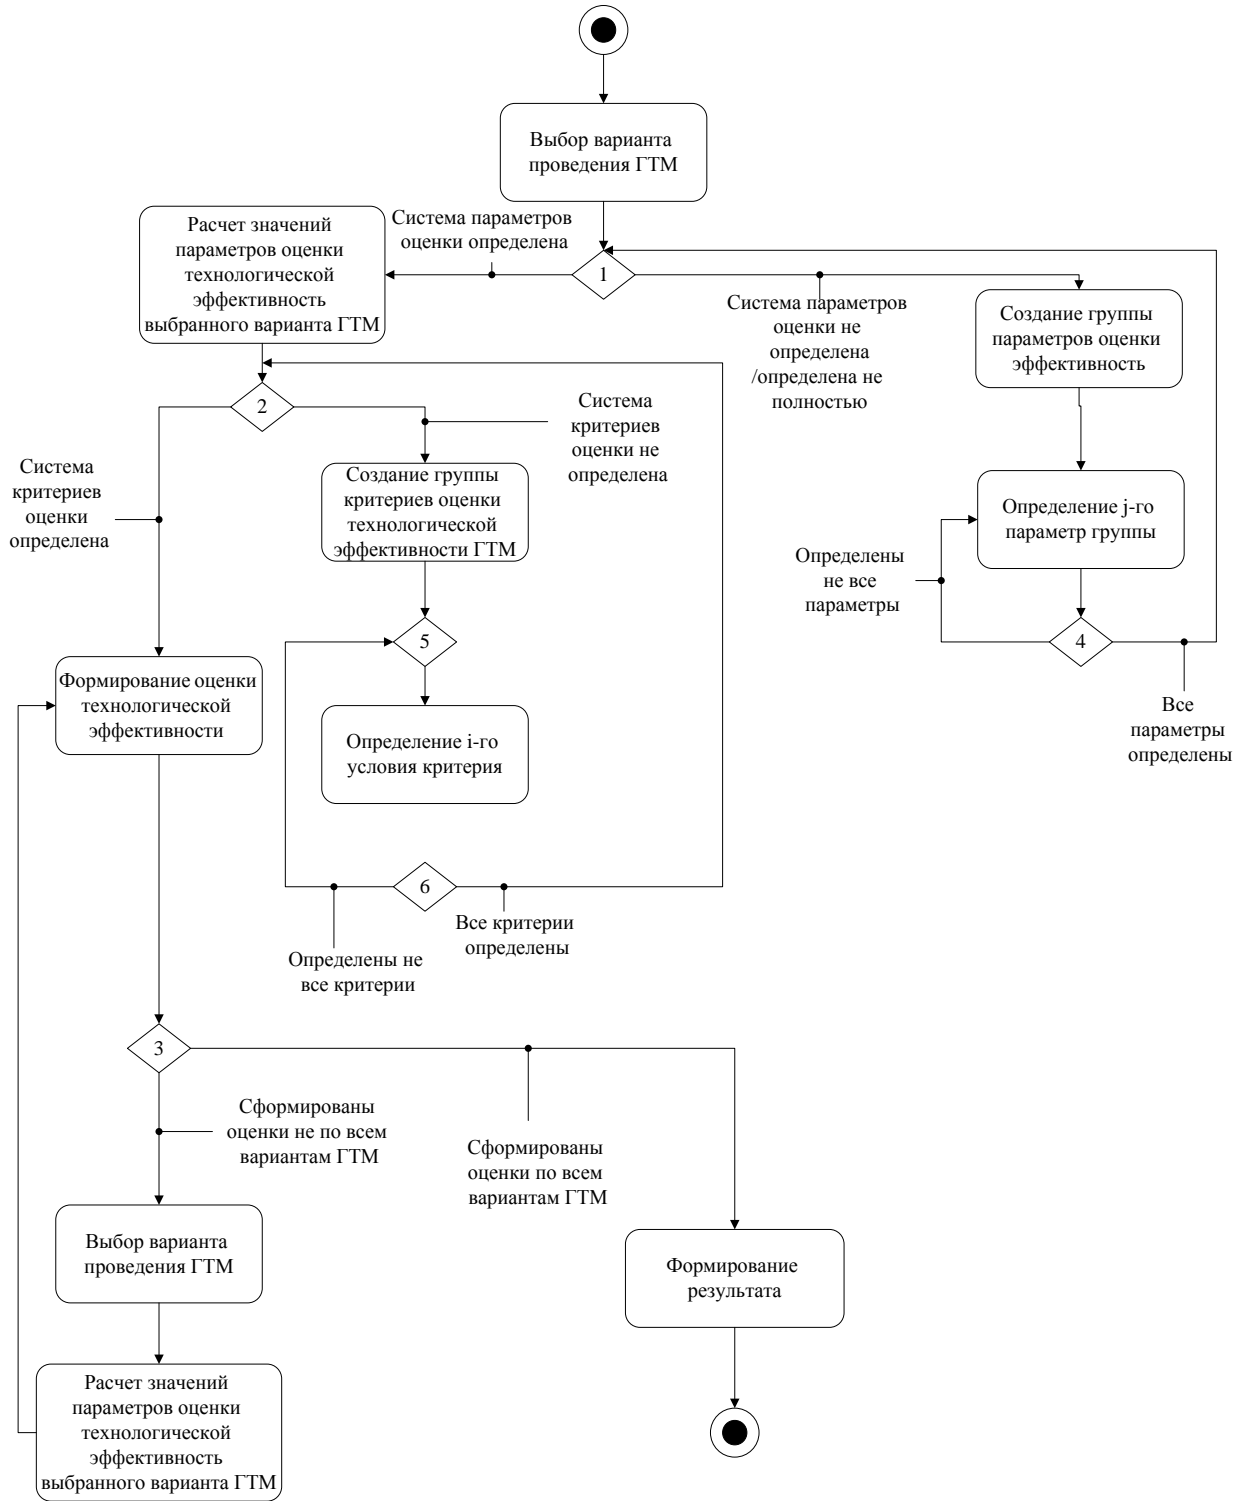 Выбор варианта
проведения ГТМ
Расчет значений
параметров оценки
технологической
эффективность
выбранного варианта ГТМ
Система параметров
оценки определена
1
Система параметров
оценки не
определена
/определена не
полностью
Создание группы
параметров оценки
эффективность
2
Система
критериев
оценки не
определена
Система
критериев
оценки
определена
Создание группы
критериев оценки
технологической
эффективности ГТМ
Определение j-го
параметр группы
Определены
не все
параметры
4
Все
параметры
определены
5
Формирование оценки
технологической
эффективности
Определение i-го
условия критерия
6
Все критерии
определены
Определены не
все критерии
3
Сформированы
оценки не по всем
вариантам ГТМ
Сформированы
оценки по всем
вариантам ГТМ
Выбор варианта
проведения ГТМ
Формирование
результата
Расчет значений
параметров оценки
технологической
эффективность
выбранного варианта ГТМ